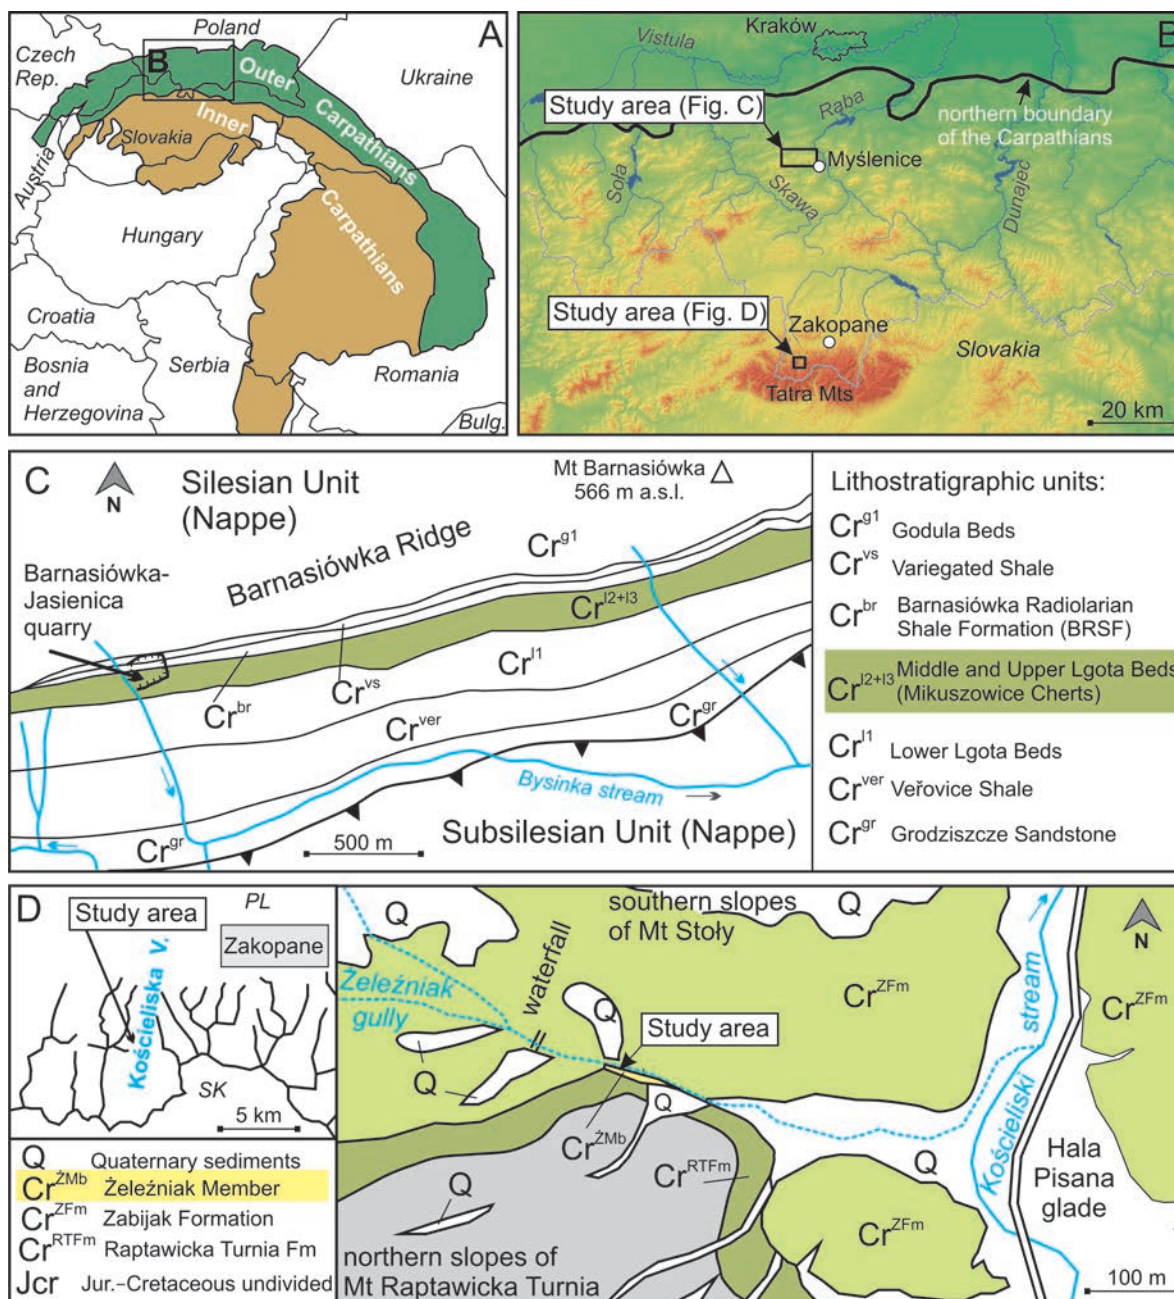 A
Poland
Czech
Rep.
B
Ukraine
Outer
Inner
Carpathians
Slovakia
Austria
Carpathians
Hungary
Croatia
Bosnia
and
Herzegovina
Serbia
Romania
Bulg.
B
Kraków
Vistula
Study area (Fig. C)
Rąba
northern boundary
of the Carpathians
Myślenice
Soła
Skawa
Dunajec
Study area (Fig. D)
Zakopane
Slovakia
Tatra Mts
20 km
C
N
Silesian Unit
(Nappe)
Mt Barnasiówka
566 m a.s.l.
Barnasiówka Ridge
Cr^g1
Barnasiówka-
Jasienica
quarry
Cr^l2+l3
Cr^l1
Cr^vs
Cr^br
Cr^ver
Cr^gr
Bysinka stream
Cr^gr
500 m
Subsilesian Unit (Nappe)
Lithostratigraphic units:
Cr^g1 Godula Beds
Cr^vs Variegated Shale
Cr^br Barnasiówka Radiolarian
Shale Formation (BRSF)
Cr^l2+l3 Middle and Upper Lgota Beds
(Mikuszowice Cherts)
Cr^l1 Lower Lgota Beds
Cr^ver Veřovice Shale
Cr^gr Grodziszcze Sandstone
D
PL
Study area
Zakopane
Kościeliska V.
SK
5 km
Q Quaternary sediments
Cr^ŻMb Żeleźniak Member
Cr^ZFm Zabijak Formation
Cr^RTFm Raptawicka Turnia Fm
Jcr Jur.–Cretaceous undivided
Q
southern slopes
of Mt Stoły
Q
N
Żeleźniak
gully
waterfall
Q
Cr^ZFm
Cr^ZFm
stream
Study area
Q
Q
Cr^ŻMb
Cr^RTFm
Q
Kościeliski
Hala
Pisana
glade
Q
Cr^ZFm
northern slopes of
Mt Raptawicka Turnia
100 m